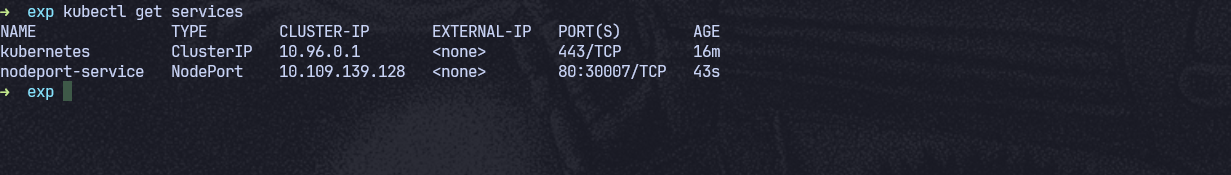 ➜  exp kubectl get services
NAME               TYPE        CLUSTER-IP       EXTERNAL-IP   PORT(S)        AGE
kubernetes         ClusterIP   10.96.0.1        <none>        443/TCP        16m
nodeport-service   NodePort    10.109.139.128   <none>        80:30007/TCP   43s
➜  exp